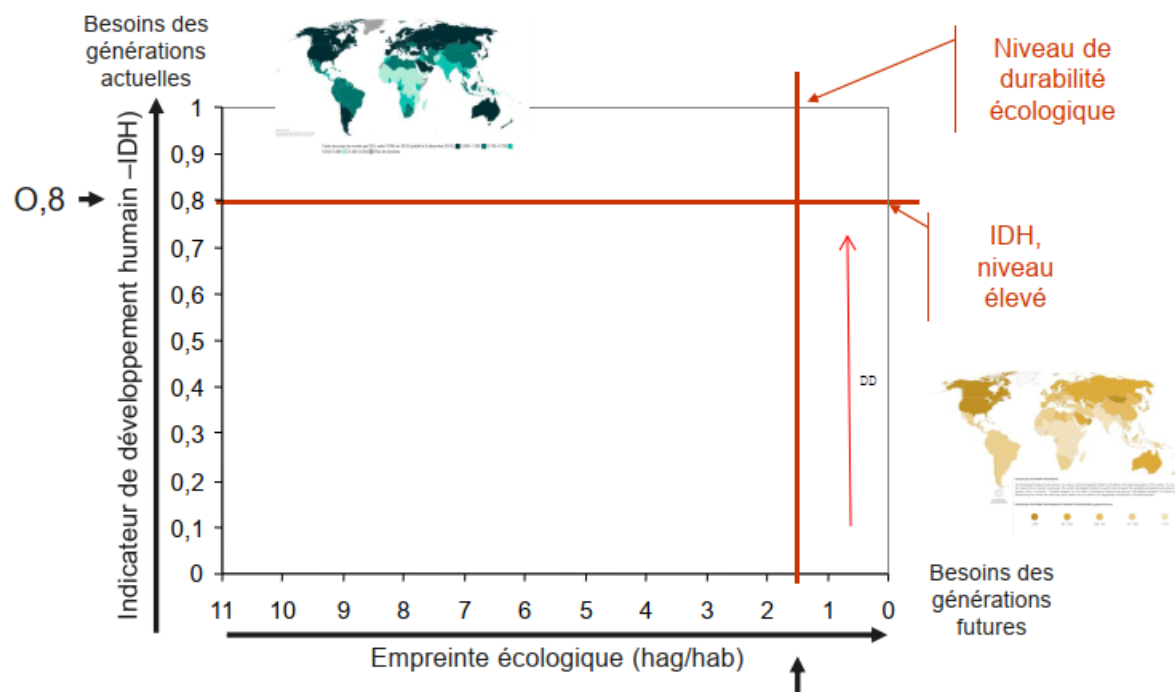 Besoins des
générations
actuelles
Niveau de
durabilité
écologique
Indicateur de développement humain –IDH)
1
0,9
O,8
0,8
0,7
0,6
0,5
0,4
0,3
0,2
0,1
0
IDH,
niveau
élevé
DD
11 10 9 8 7 6 5 4 3 2 1 0
Empreinte écologique (hag/hab)
Besoins des
générations
futures